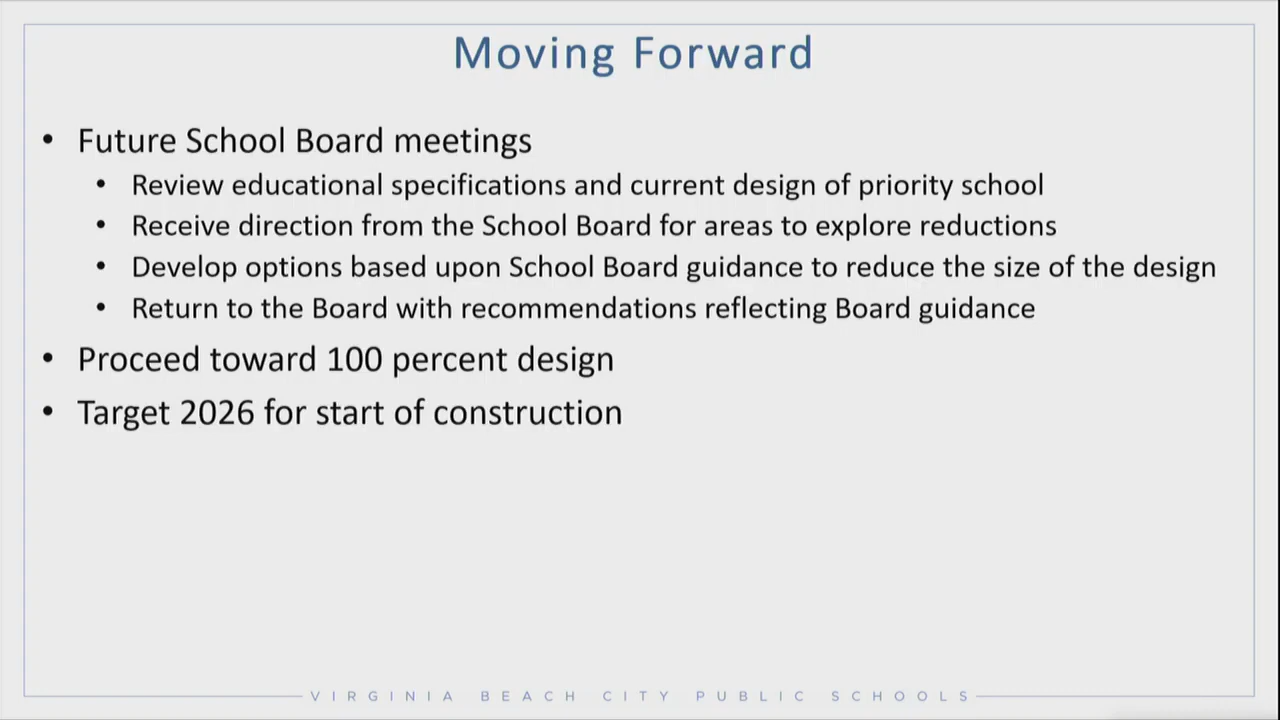 Moving Forward
• Future School Board meetings
• Review educational specifications and current design of priority school
• Receive direction from the School Board for areas to explore reductions
• Develop options based upon School Board guidance to reduce the size of the design
• Return to the Board with recommendations reflecting Board guidance
• Proceed toward 100 percent design
• Target 2026 for start of construction
VIRGINIA BEACH CITY PUBLIC SCHOOLS